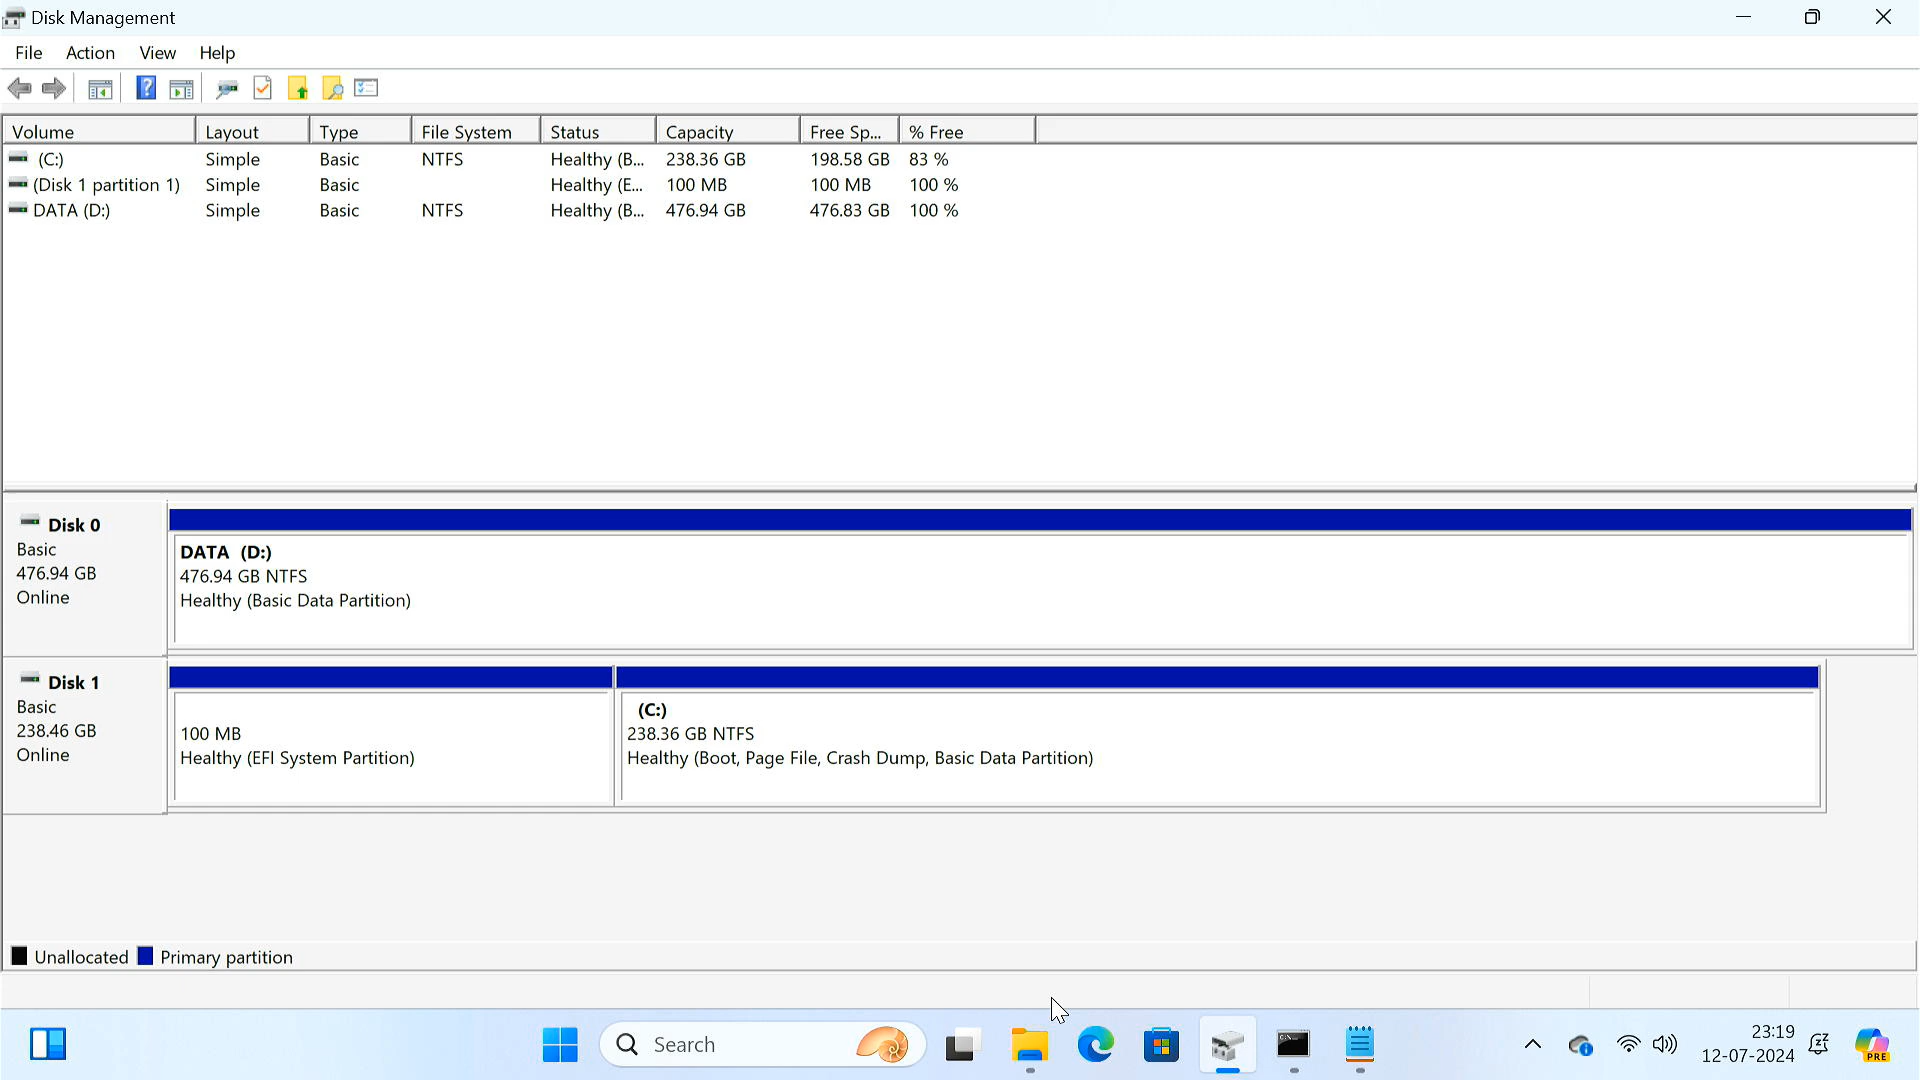 Disk Management
File Action View Help
Volume Layout Type File System Status Capacity Free Sp... % Free
(C:) Simple Basic NTFS Healthy (B... 238.36 GB 198.58 GB 83 %
(Disk 1 partition 1) Simple Basic Healthy (E... 100 MB 100 MB 100 %
DATA (D:) Simple Basic NTFS Healthy (B... 476.94 GB 476.83 GB 100 %
Disk 0
Basic
476.94 GB
Online
DATA (D:)
476.94 GB NTFS
Healthy (Basic Data Partition)
Disk 1
Basic
238.46 GB
Online
100 MB
Healthy (EFI System Partition)
(C:)
238.36 GB NTFS
Healthy (Boot, Page File, Crash Dump, Basic Data Partition)
Unallocated Primary partition
Search
23:19
12-07-2024
PRE